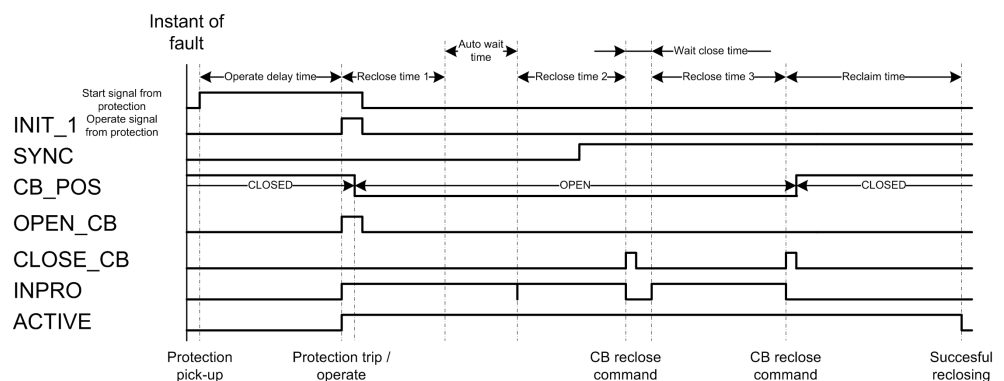 Instant of
fault
Auto wait
time
Wait close time
Operate delay time
Reclose time 1
Reclose time 2
Reclose time 3
Reclaim time
Start signal from
protection
INIT_1
Operate signal
from protection
SYNC
CB_POS
CLOSED
OPEN
CLOSED
OPEN_CB
CLOSE_CB
INPRO
ACTIVE
Protection
pick-up
Protection trip /
operate
CB reclose
command
CB reclose
command
Succesful
reclosing